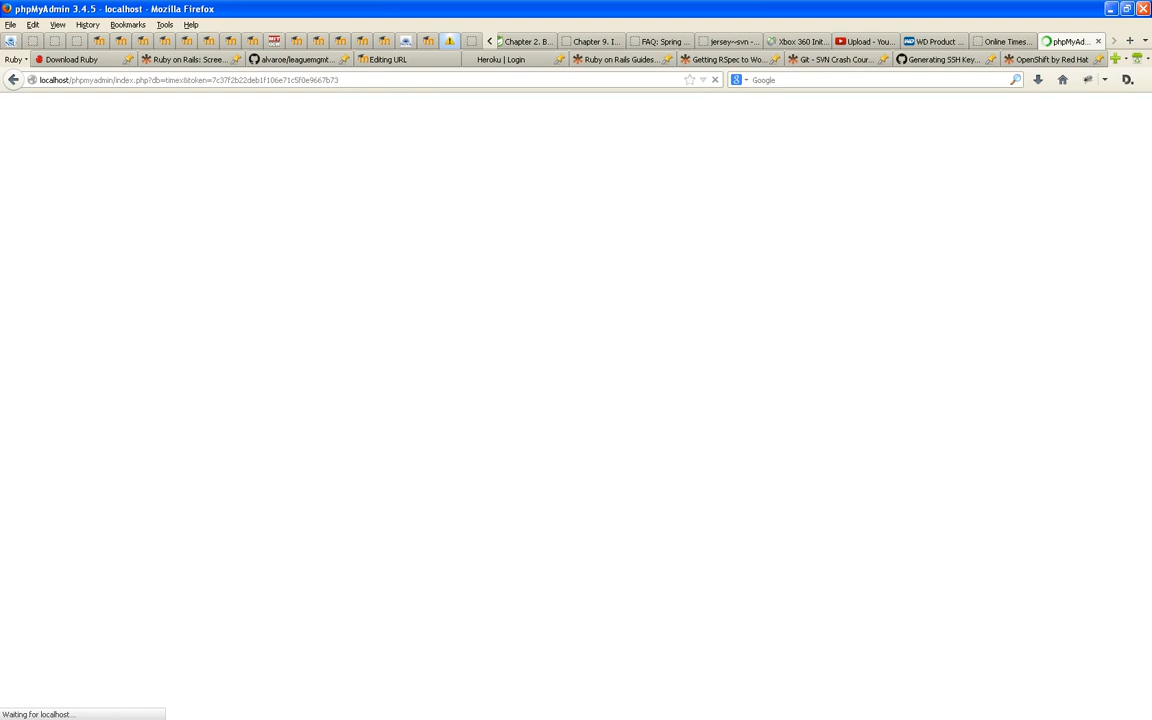 phpMyAdmin 3.4.5 - localhost - Mozilla Firefox
File Edit View History Bookmarks Tools Help
Chapter 2. B... Chapter 9. I... FAQ: Spring ... jersey~svn -... Xbox 360 Init... Upload - You... WD Product ... Online Times... phpMyAd...
Ruby Download Ruby Ruby on Rails: Scree... alvaroe/leaguemgmt... Editing URL Heroku | Login Ruby on Rails Guides... Getting RSpec to Wo... Git - SVN Crash Cour... Generating SSH Key... OpenShift by Red Hat
localhost/phpmyadmin/index.php?db=timex&token=7c37f2b22deb1f106e71c5f0e9667b73 Google
Waiting for localhost...